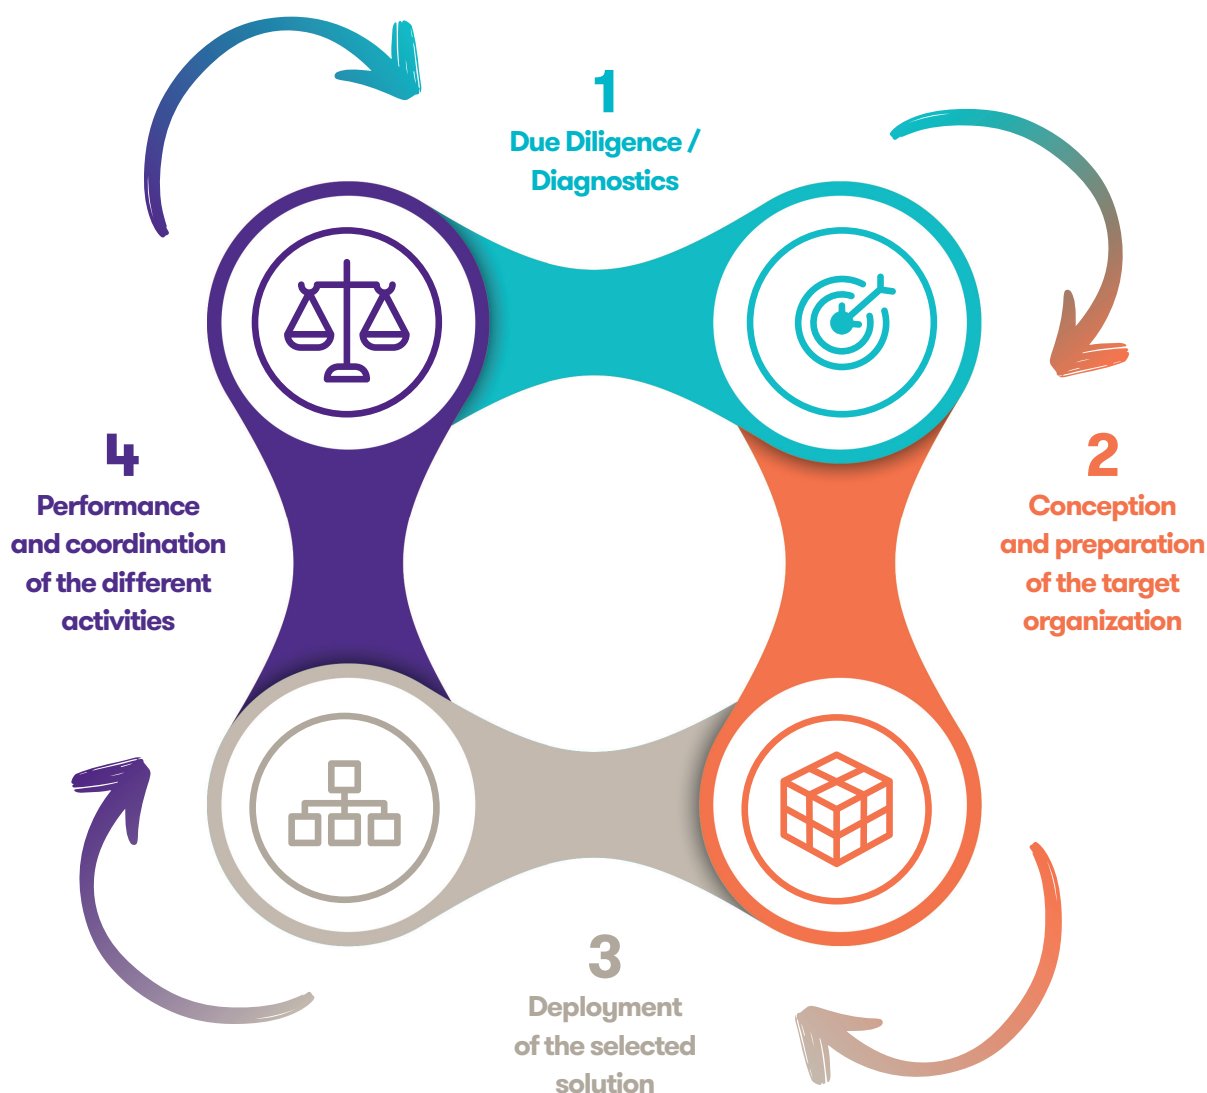 1
Due Diligence /
Diagnostics
2
Conception
and preparation
of the target
organization
3
Deployment
of the selected
solution
4
Performance
and coordination
of the different
activities